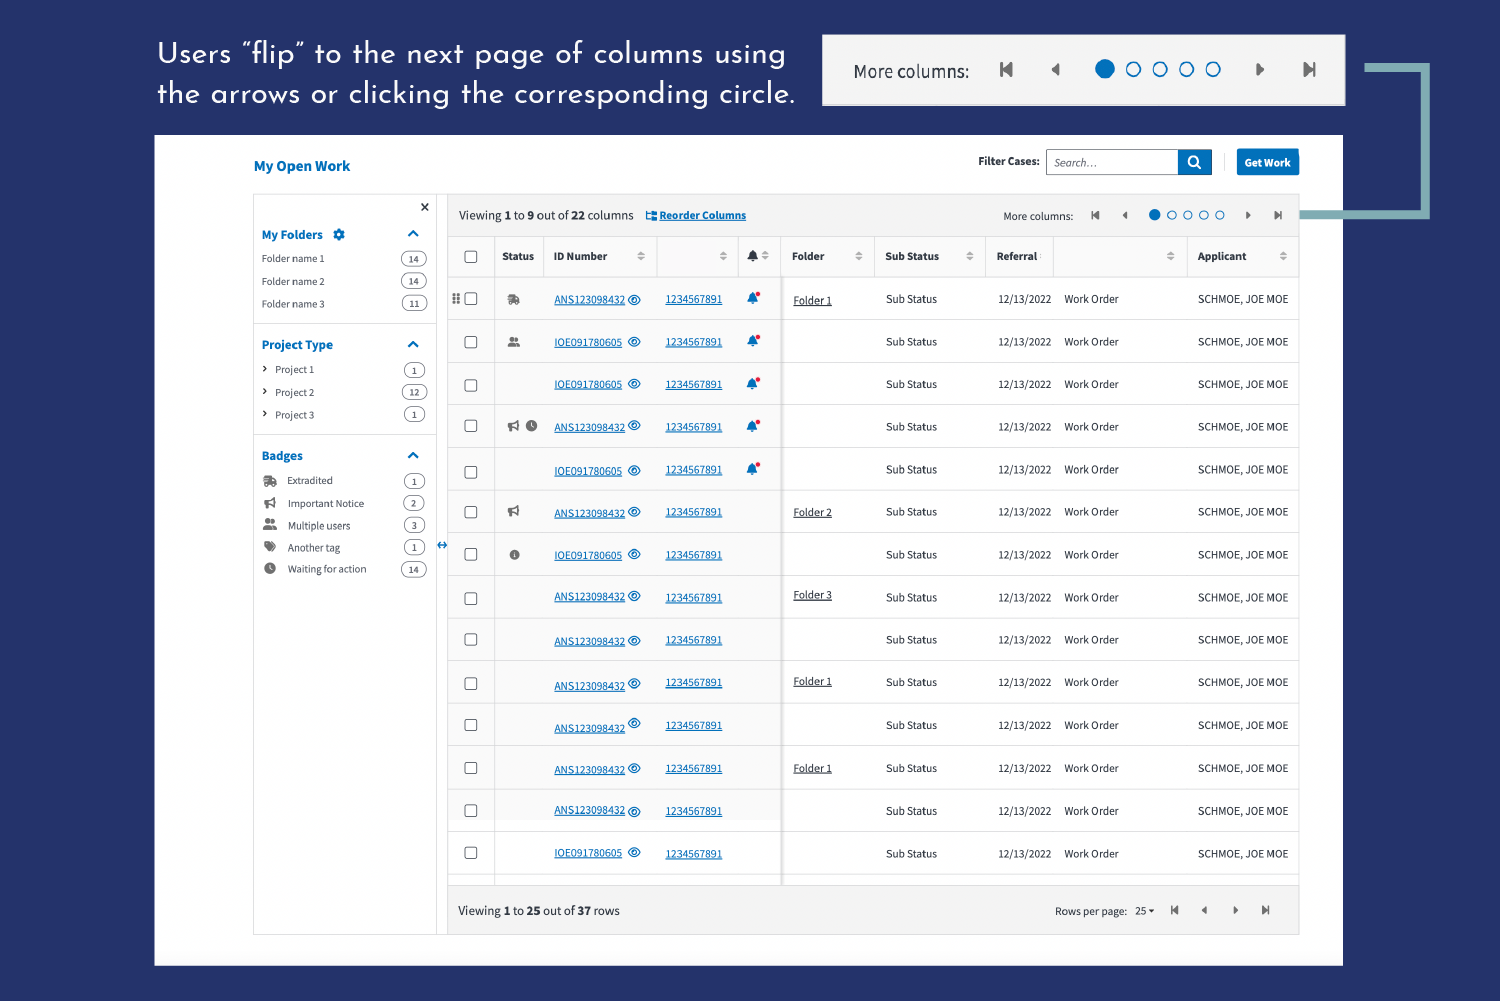 Users “flip” to the next page of columns using
the arrows or clicking the corresponding circle.
More columns:
My Open Work
Filter Cases:
Search...
Get Work
My Folders
Folder name 1
14
Folder name 2
14
Folder name 3
11
Project Type
Project 1
1
Project 2
12
Project 3
1
Badges
Extradited
1
Important Notice
2
Multiple users
3
Another tag
1
Waiting for action
14
Viewing 1 to 9 out of 22 columns
Reorder Columns
More columns:
Status ID Number Folder Sub Status Referral Applicant
ANS123098432 1234567891 Folder 1 Sub Status 12/13/2022 Work Order SCHMOE, JOE MOE
IOE091780605 1234567891 Sub Status 12/13/2022 Work Order SCHMOE, JOE MOE
IOE091780605 1234567891 Sub Status 12/13/2022 Work Order SCHMOE, JOE MOE
ANS123098432 1234567891 Sub Status 12/13/2022 Work Order SCHMOE, JOE MOE
IOE091780605 1234567891 Sub Status 12/13/2022 Work Order SCHMOE, JOE MOE
ANS123098432 1234567891 Folder 2 Sub Status 12/13/2022 Work Order SCHMOE, JOE MOE
IOE091780605 1234567891 Sub Status 12/13/2022 Work Order SCHMOE, JOE MOE
ANS123098432 1234567891 Folder 3 Sub Status 12/13/2022 Work Order SCHMOE, JOE MOE
ANS123098432 1234567891 Sub Status 12/13/2022 Work Order SCHMOE, JOE MOE
ANS123098432 1234567891 Folder 1 Sub Status 12/13/2022 Work Order SCHMOE, JOE MOE
ANS123098432 1234567891 Sub Status 12/13/2022 Work Order SCHMOE, JOE MOE
ANS123098432 1234567891 Folder 1 Sub Status 12/13/2022 Work Order SCHMOE, JOE MOE
ANS123098432 1234567891 Sub Status 12/13/2022 Work Order SCHMOE, JOE MOE
IOE091780605 1234567891 Sub Status 12/13/2022 Work Order SCHMOE, JOE MOE
Viewing 1 to 25 out of 37 rows
Rows per page: 25